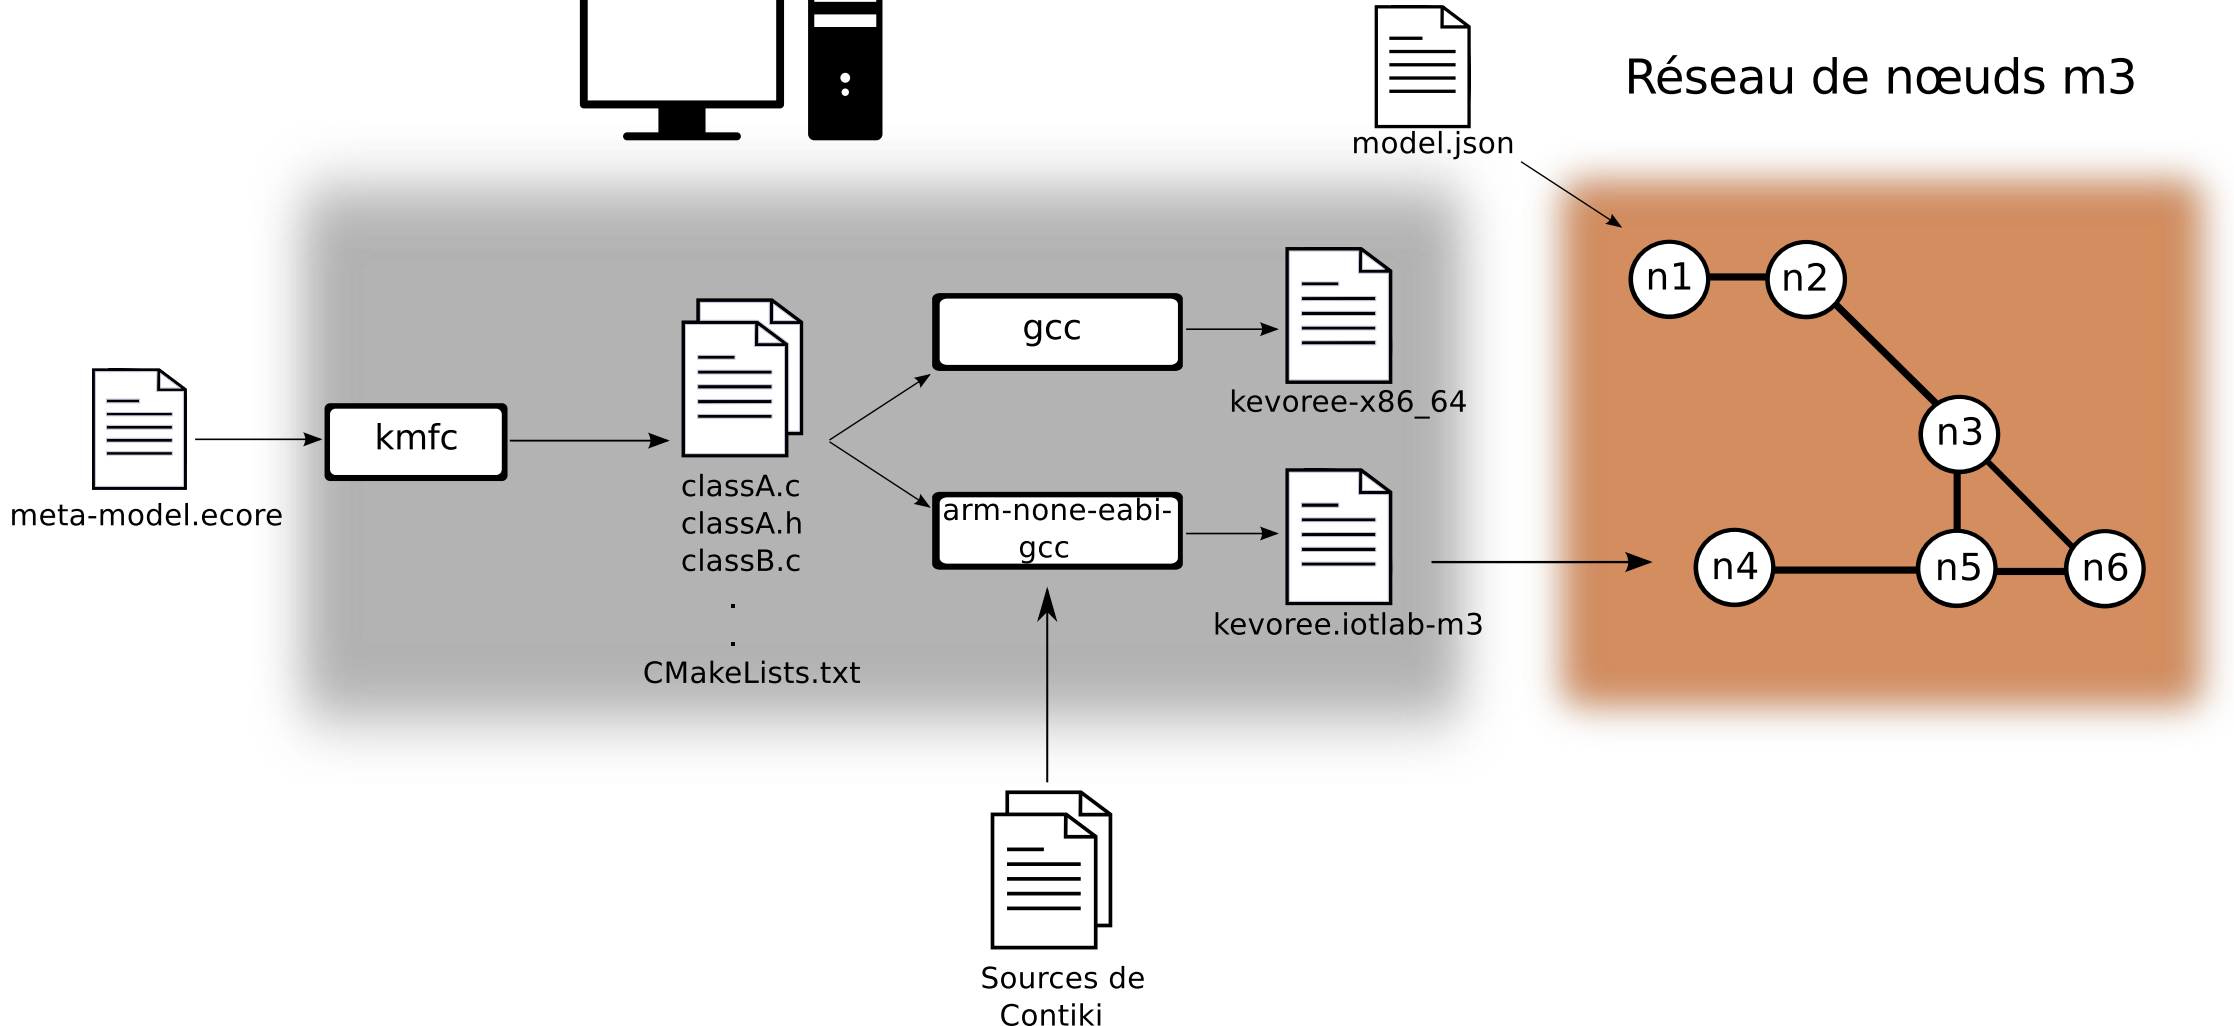 model.json
Réseau de nœuds m3
meta-model.ecore
kmfc
classA.c
classA.h
classB.c
.
.
CMakeLists.txt
gcc
arm-none-eabi-
gcc
kevoree-x86_64
kevoree.iotlab-m3
Sources de
Contiki
n1
n2
n3
n4
n5
n6